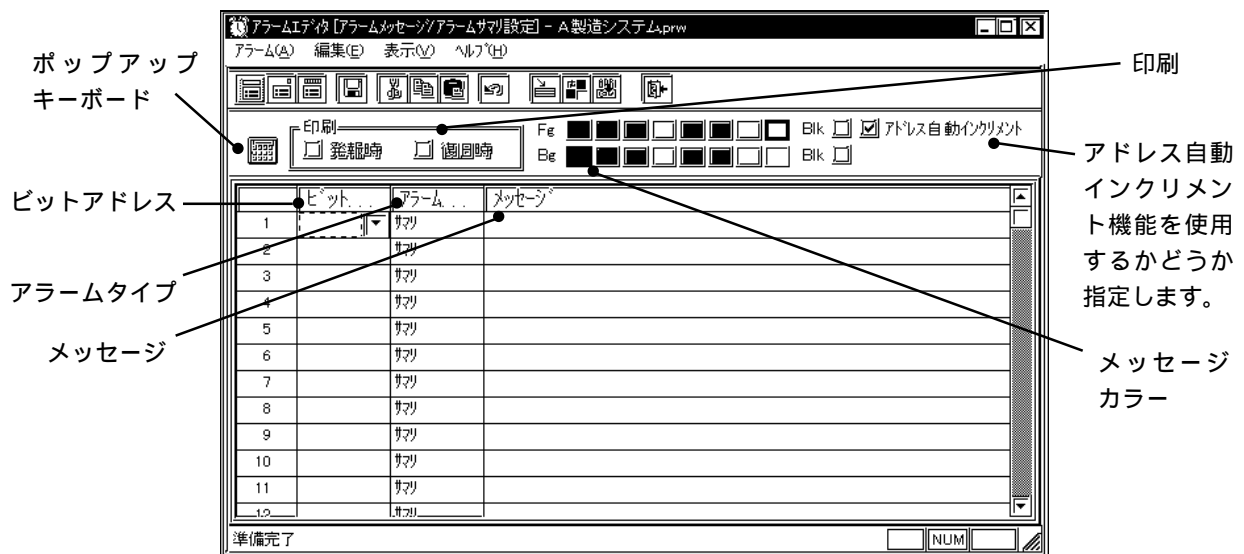 アラームエディタ [アラームメッセージ/アラームサマリ設定] - A製造システム.prw
アラーム(A) 編集(E) 表示(V) ヘルプ(H)
ポップアップ
キーボード
印刷
印刷
発報時 復旧時
Fg Blk アドレス自動インクリメント
Bg Blk
アドレス自動
インクリメン
ト機能を使用
するかどうか
指定します。
ビットアドレス
アラームタイプ
メッセージ
メッセージ
カラー
ビット... アラーム... メッセージ
1 サマリ
2 サマリ
3 サマリ
4 サマリ
5 サマリ
6 サマリ
7 サマリ
8 サマリ
9 サマリ
10 サマリ
11 サマリ
12 サマリ
準備完了 NUM